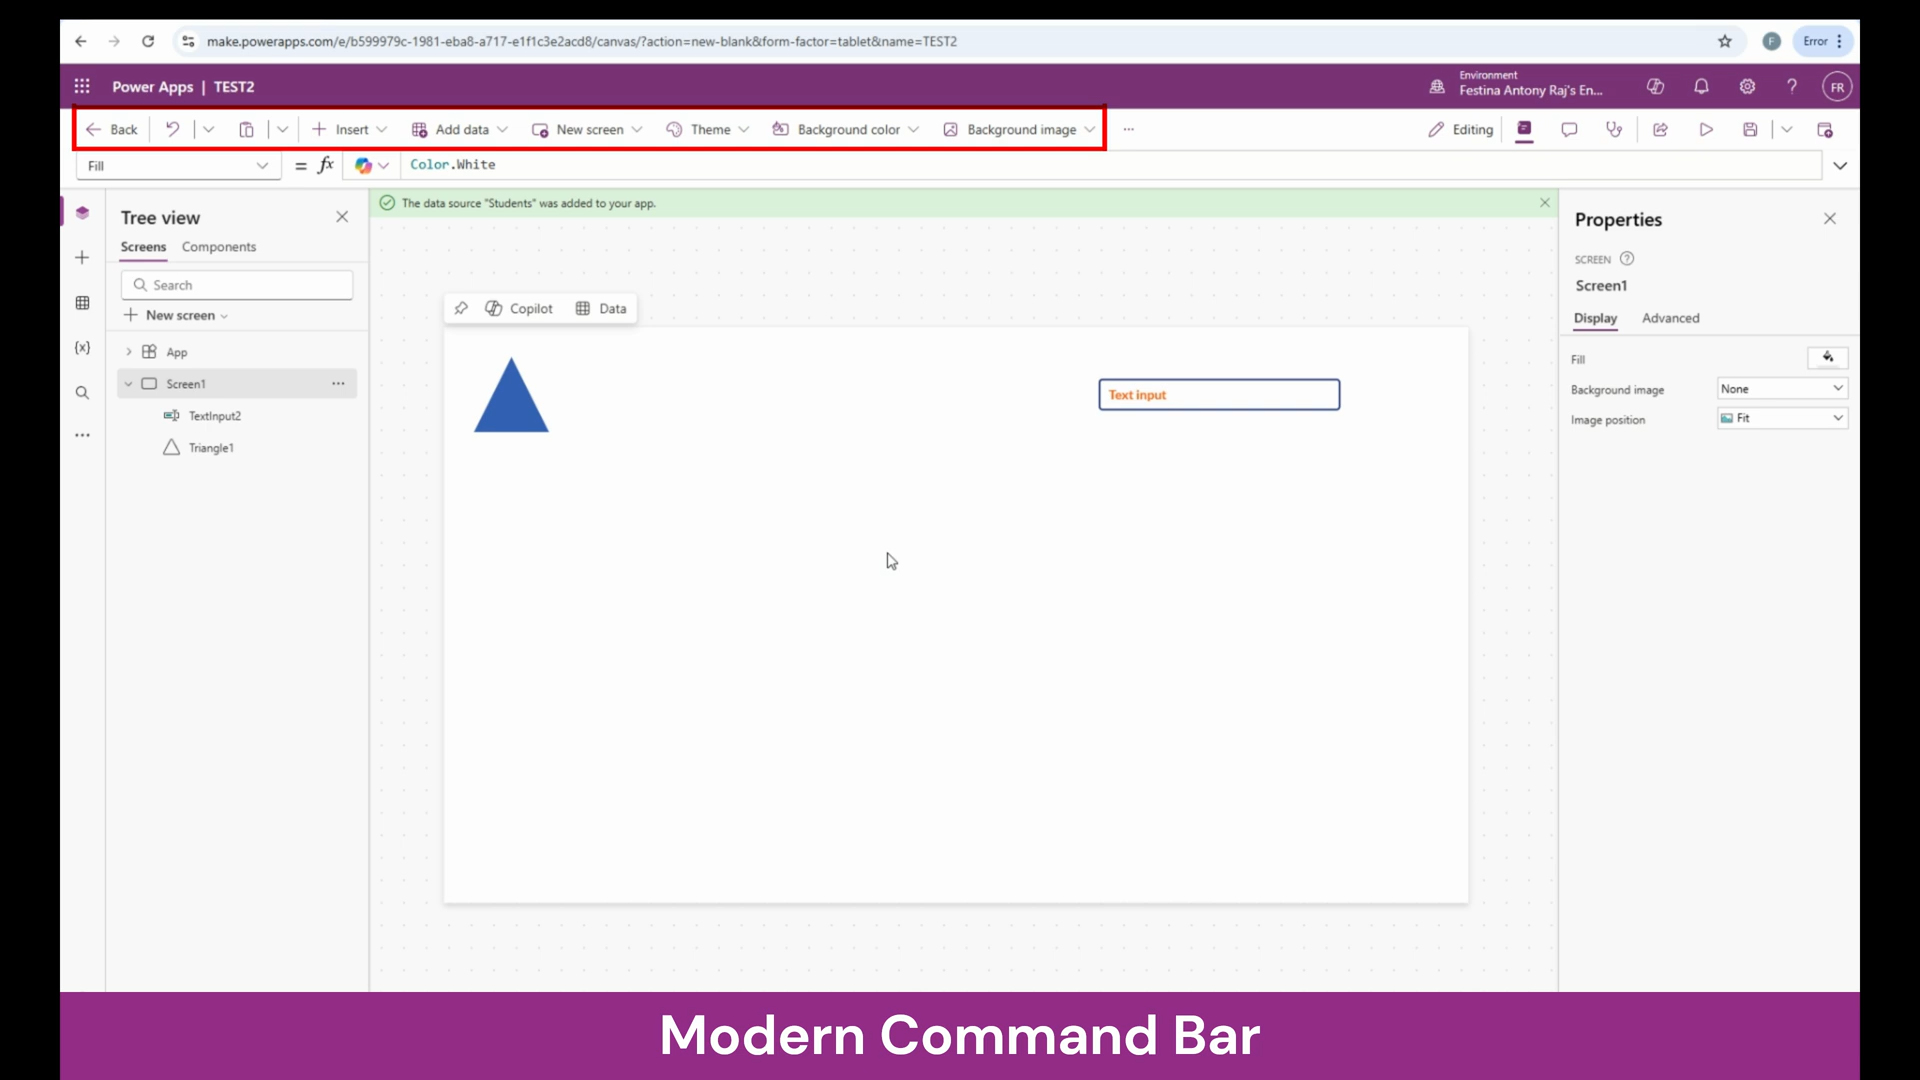 make.powerapps.com/e/b599979c-1981-eba8-a717-e1f1c3e2acd8/canvas/?action=new-blank&form-factor=tablet&name=TEST2
F
Error
Power Apps | TEST2
Environment
Festina Antony Raj's En...
?
FR
Back
Insert
Add data
New screen
Theme
Background color
Background image
...
Editing
Fill
= fx
Color.White
Tree view
Screens
Components
Search
New screen
App
Screen1
...
TextInput2
Triangle1
{x}
...
The data source "Students" was added to your app.
Copilot
Data
Text input
Properties
SCREEN
?
Screen1
Display
Advanced
Fill
Background image
None
Image position
Fit
Modern Command Bar